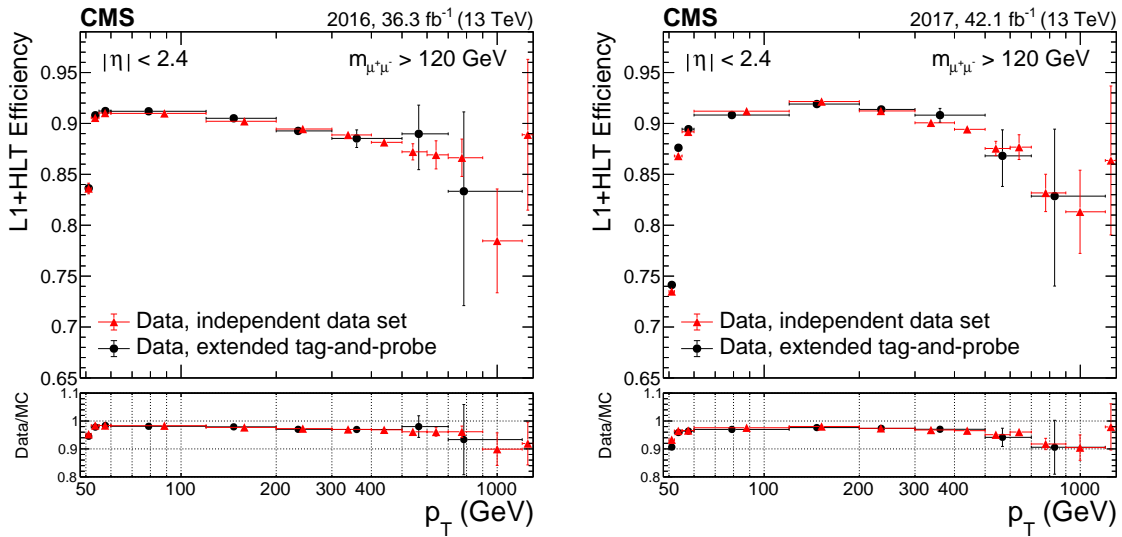 CMS 2016, 36.3 fb⁻¹ (13 TeV)
|η| < 2.4 m_μ⁺μ⁻ > 120 GeV
L1+HLT Efficiency
0.95
0.9
0.85
0.8
0.75
0.7
0.65
Data, independent data set
Data, extended tag-and-probe
Data/MC
1.1
1
0.9
0.8
50 100 200 300 400 1000
p_T (GeV)
CMS 2017, 42.1 fb⁻¹ (13 TeV)
|η| < 2.4 m_μ⁺μ⁻ > 120 GeV
L1+HLT Efficiency
0.95
0.9
0.85
0.8
0.75
0.7
0.65
Data, independent data set
Data, extended tag-and-probe
Data/MC
1.1
1
0.9
0.8
50 100 200 300 400 1000
p_T (GeV)